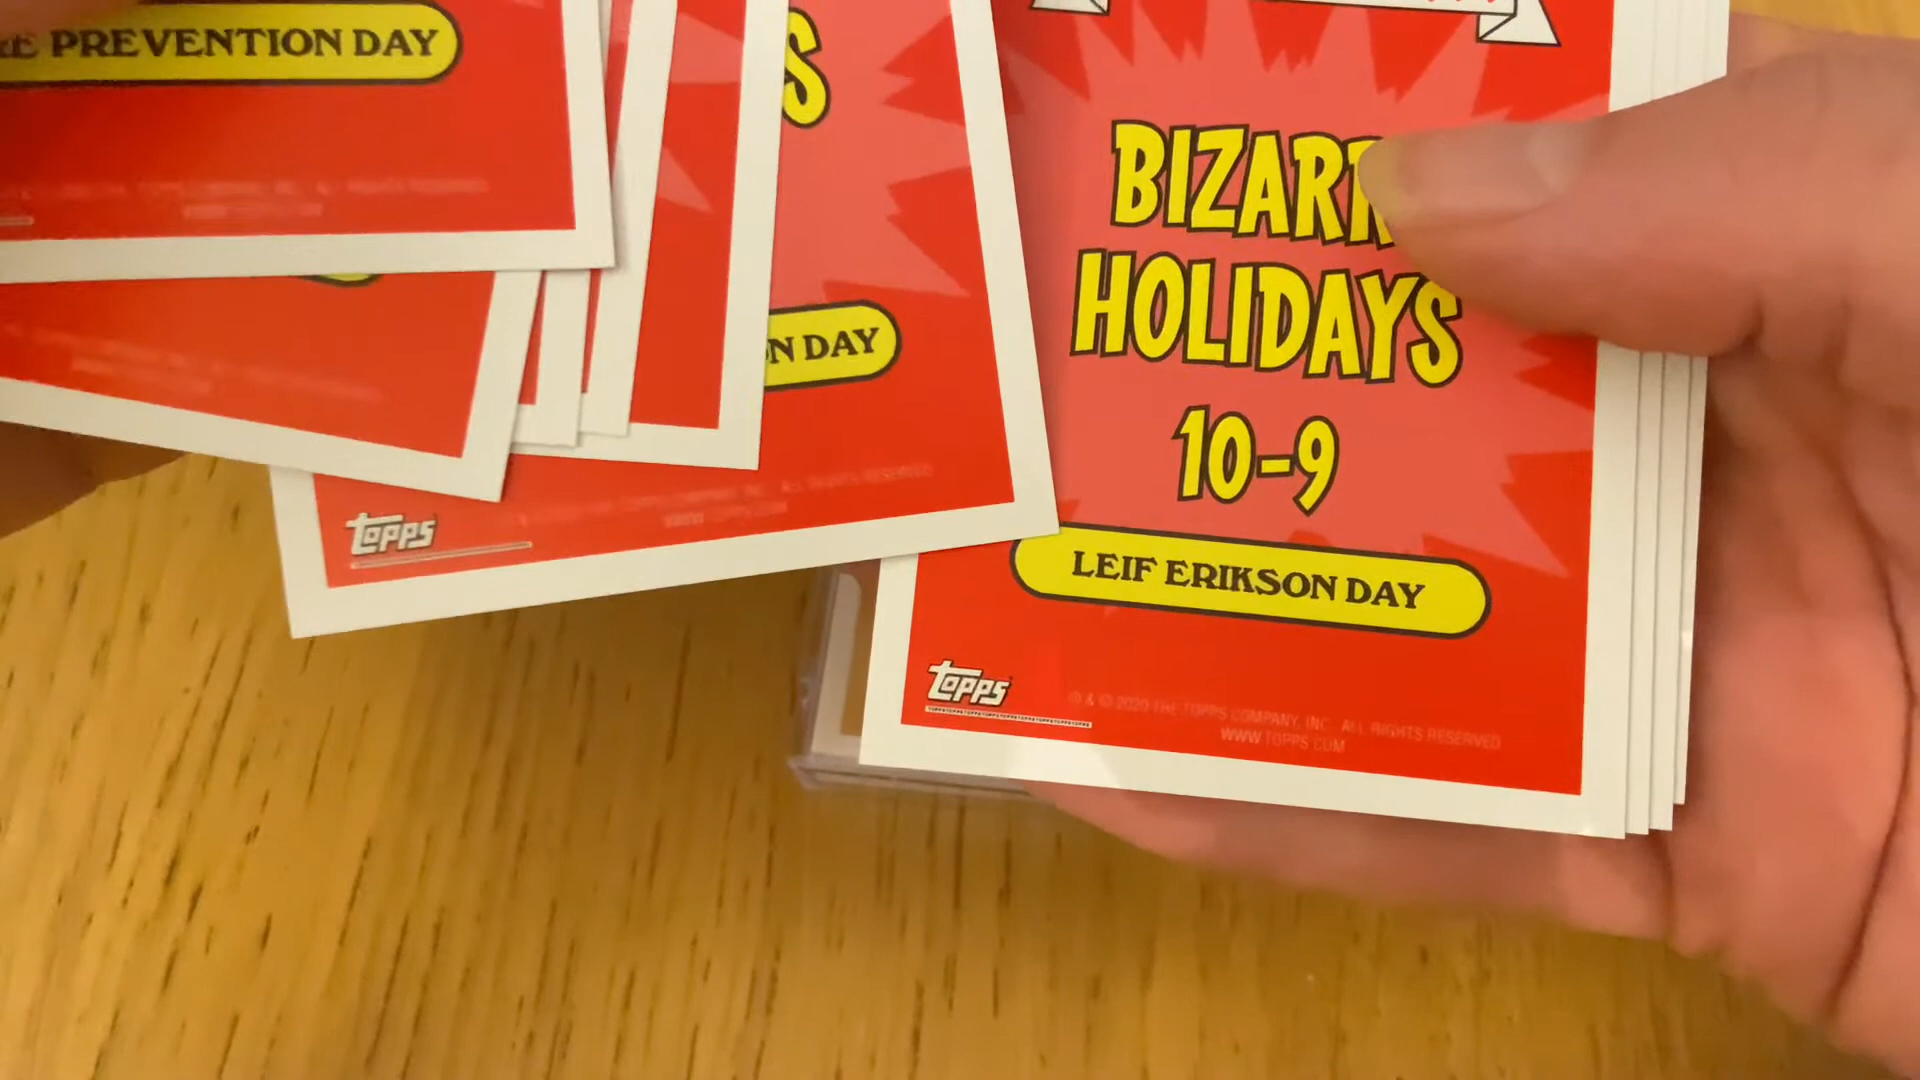 E PREVENTION DAY
S
N DAY
topps
BIZARR
HOLIDAYS
10-9
LEIF ERIKSON DAY
topps
® & © 2020 THE TOPPS COMPANY, INC. ALL RIGHTS RESERVED
WWW.TOPPS.COM